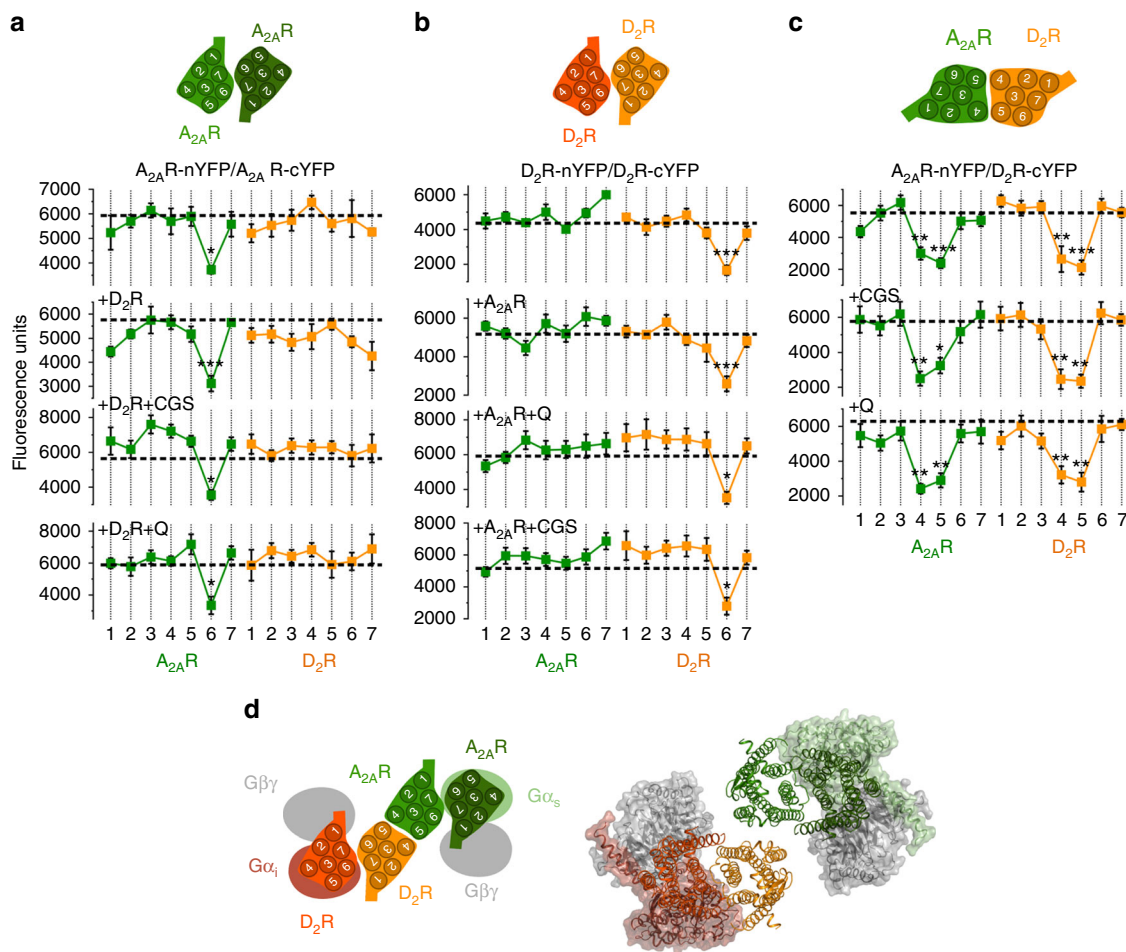 a
A2AR
A2AR
A2AR-nYFP/A2A R-cYFP
7000
6000
5000
4000
*
+D2R
6000
5000
4000
3000
***
+D2R+CGS
8000
6000
4000
*
+D2R+Q
8000
6000
4000
2000
*
Fluorescence units
1 2 3 4 5 6 7 1 2 3 4 5 6 7
A2AR D2R
b
D2R
D2R
D2R-nYFP/D2R-cYFP
6000
4000
2000
***
+A2AR
6000
4000
2000
***
+A2AR+Q
8000
6000
4000
2000
*
+A2AR+CGS
8000
6000
4000
2000
*
1 2 3 4 5 6 7 1 2 3 4 5 6 7
A2AR D2R
c
A2AR D2R
A2AR-nYFP/D2R-cYFP
6000
4000
2000
** *** ** ***
+CGS
6000
4000
2000
** * ** **
+Q
6000
4000
2000
** ** ** **
1 2 3 4 5 6 7 1 2 3 4 5 6 7
A2AR D2R
d
A2AR
A2AR
Gβγ
Gαs
Gαi
D2R
D2R
Gβγ